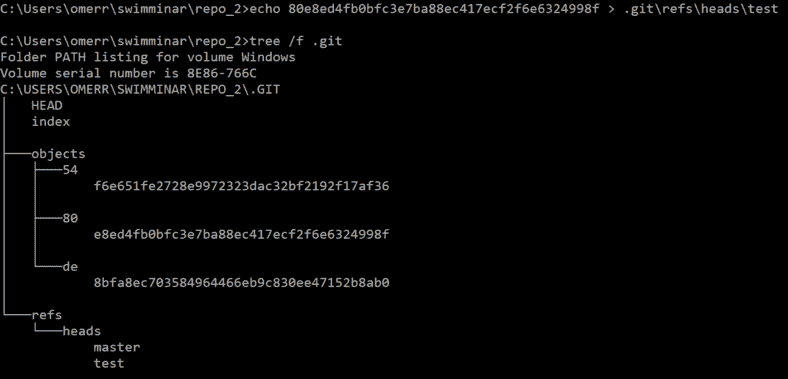 C:\Users\omerr\swimminar\repo_2>echo 80e8ed4fb0bfc3e7ba88ec417ecf2f6e6324998f > .git\refs\heads\test
C:\Users\omerr\swimminar\repo_2>tree /f .git
Folder PATH listing for volume Windows
Volume serial number is 8E86-766C
C:\USERS\OMERR\SWIMMINAR\REPO_2\.GIT
│   HEAD
│   index
│
├───objects
│   ├───54
│   │       f6e651fe2728e9972323dac32bf2192f17af36
│   │
│   ├───80
│   │       e8ed4fb0bfc3e7ba88ec417ecf2f6e6324998f
│   │
│   └───de
│           8bfa8ec703584964466eb9c830ee47152b8ab0
│
└───refs
    └───heads
            master
            test